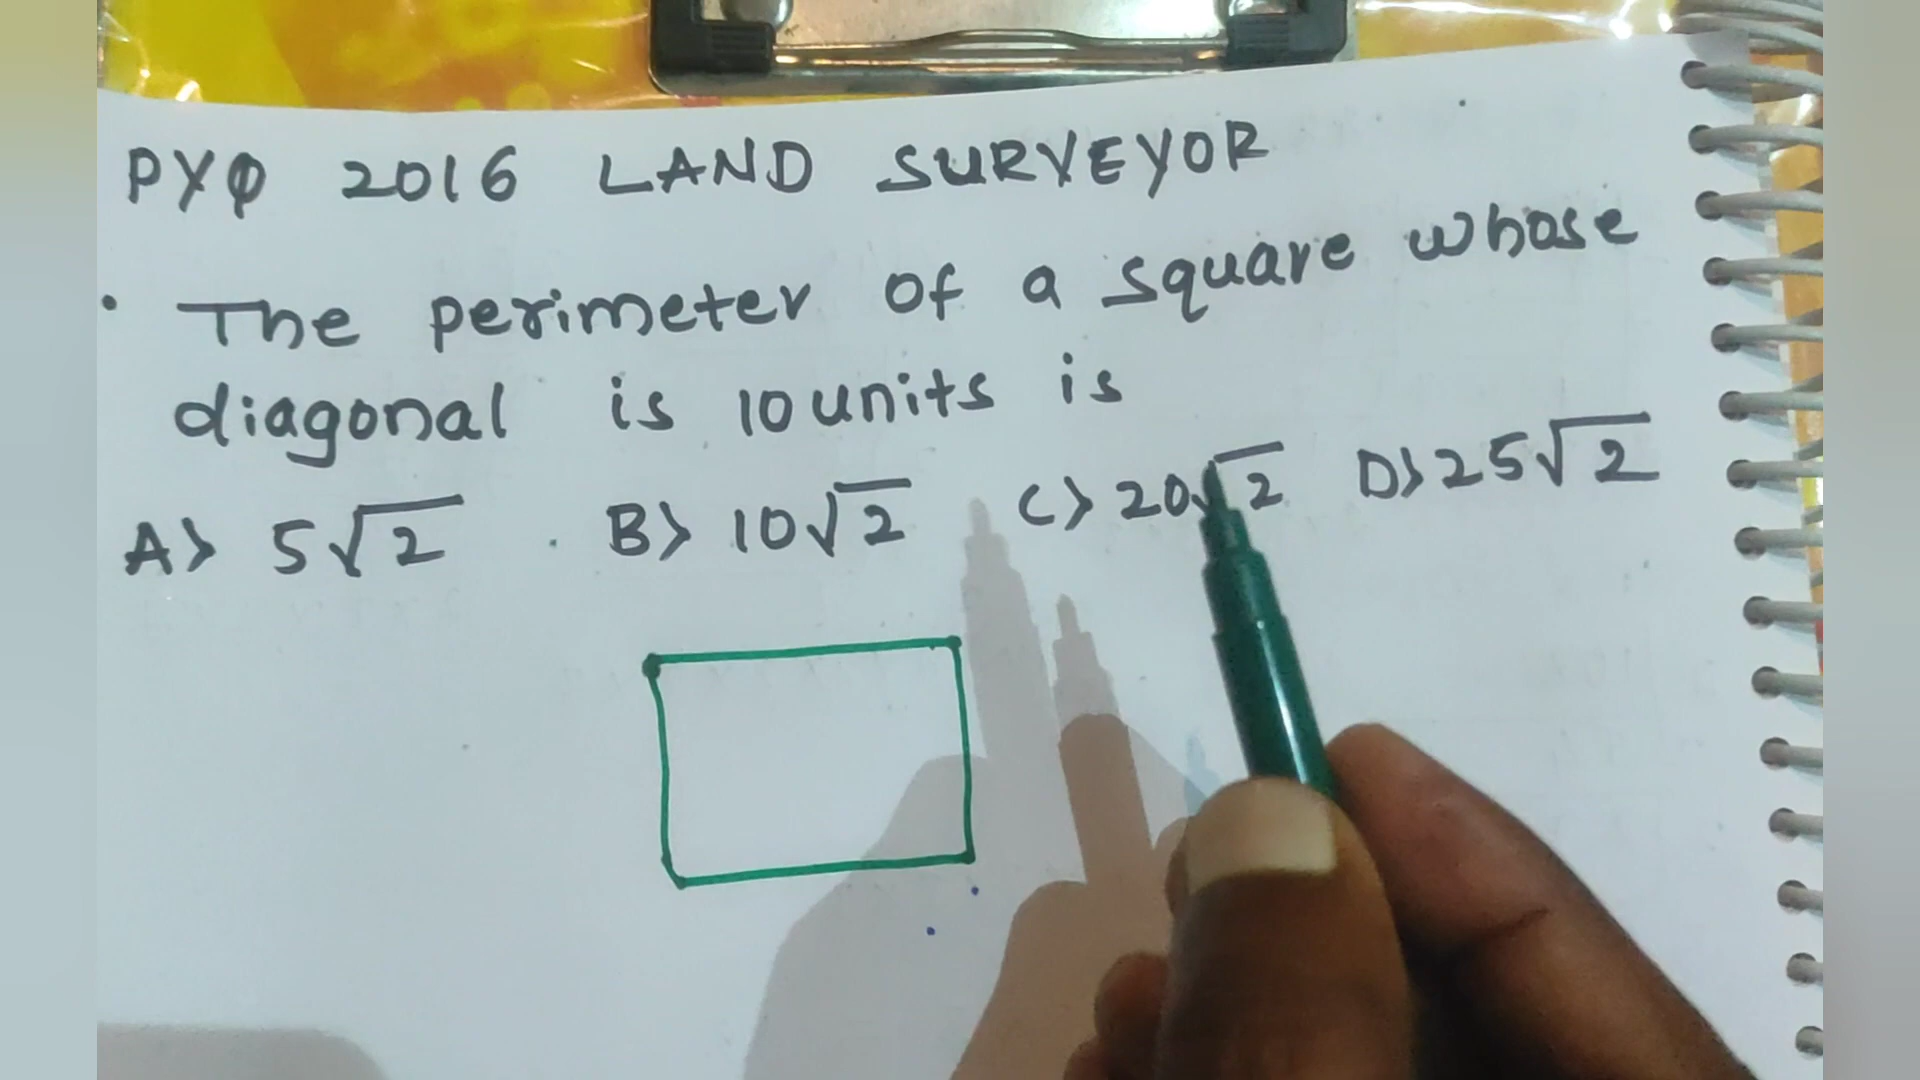 PYQ 2016 LAND SURVEYOR
• The perimeter of a square whose
diagonal is 10 units is
A> 5√2 B> 10√2 C> 20√2 D> 25√2